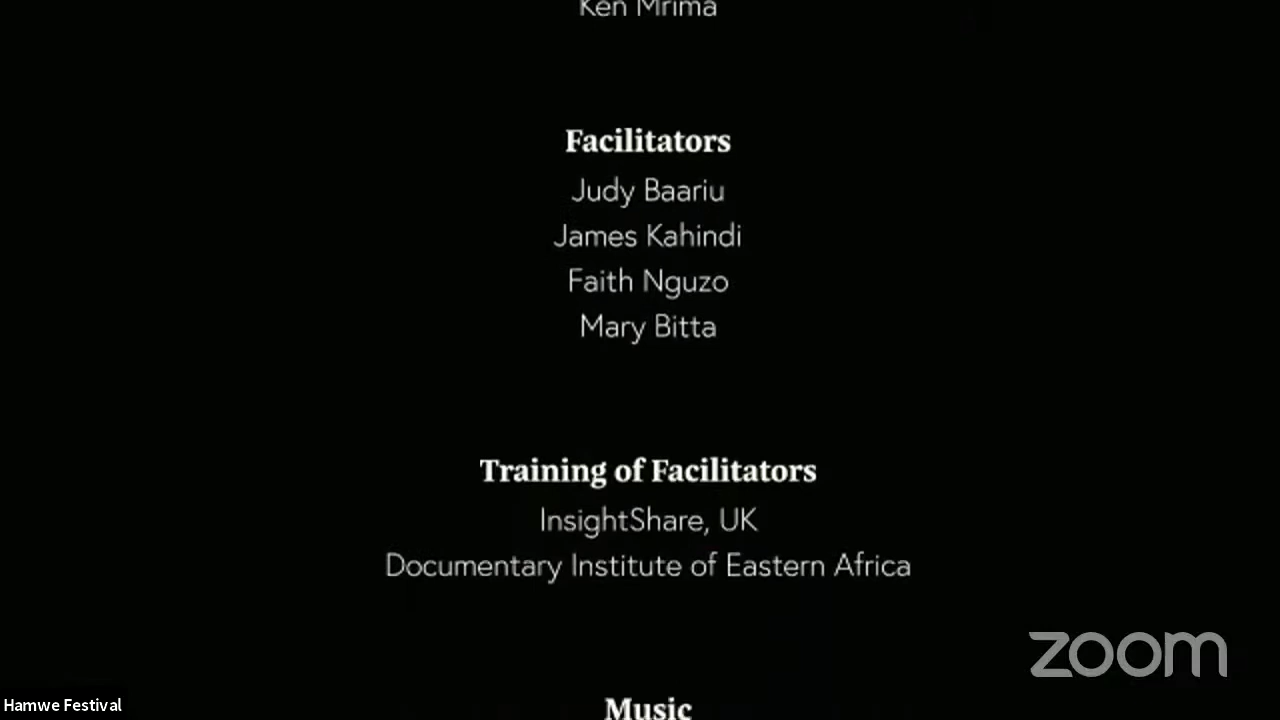 Ken Mrima
Facilitators
Judy Baariu
James Kahindi
Faith Nguzo
Mary Bitta
Training of Facilitators
InsightShare, UK
Documentary Institute of Eastern Africa
zoom
Hamwe Festival
Music